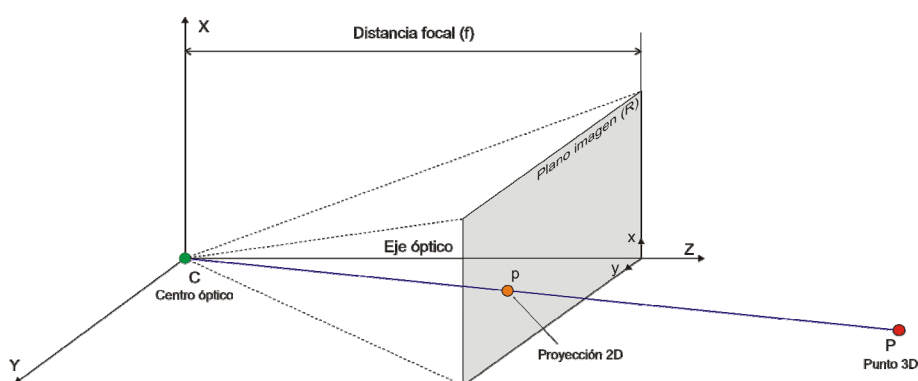 X
Distancia focal (f)
Plano imagen (R)
x
Eje óptico
Z
y
C
p
Centro óptico
P
Proyección 2D
Y
Punto 3D